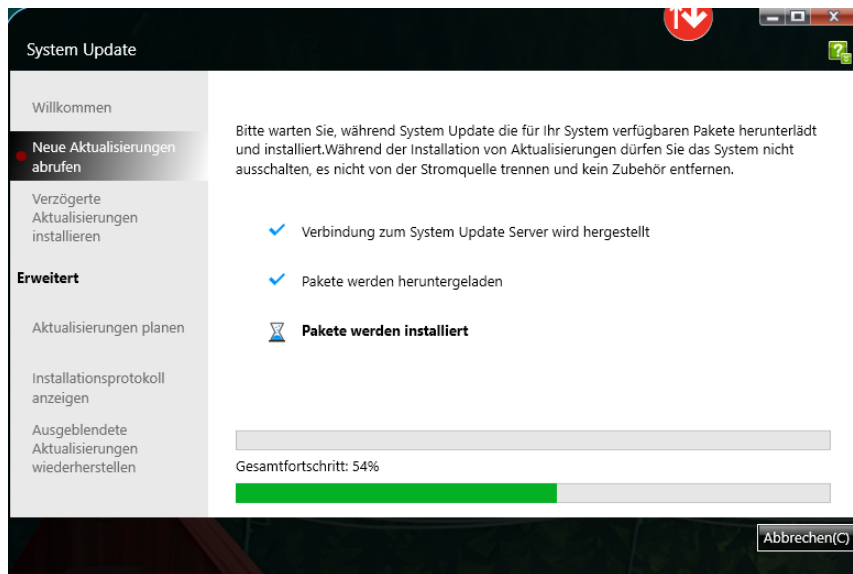 System Update
Willkommen
Neue Aktualisierungen
abrufen
Verzögerte
Aktualisierungen
installieren
Erweitert
Aktualisierungen planen
Installationsprotokoll
anzeigen
Ausgeblendete
Aktualisierungen
wiederherstellen
Bitte warten Sie, während System Update die für Ihr System verfügbaren Pakete herunterlädt
und installiert.Während der Installation von Aktualisierungen dürfen Sie das System nicht
ausschalten, es nicht von der Stromquelle trennen und kein Zubehör entfernen.
Verbindung zum System Update Server wird hergestellt
Pakete werden heruntergeladen
Pakete werden installiert
Gesamtfortschritt: 54%
Abbrechen(C)